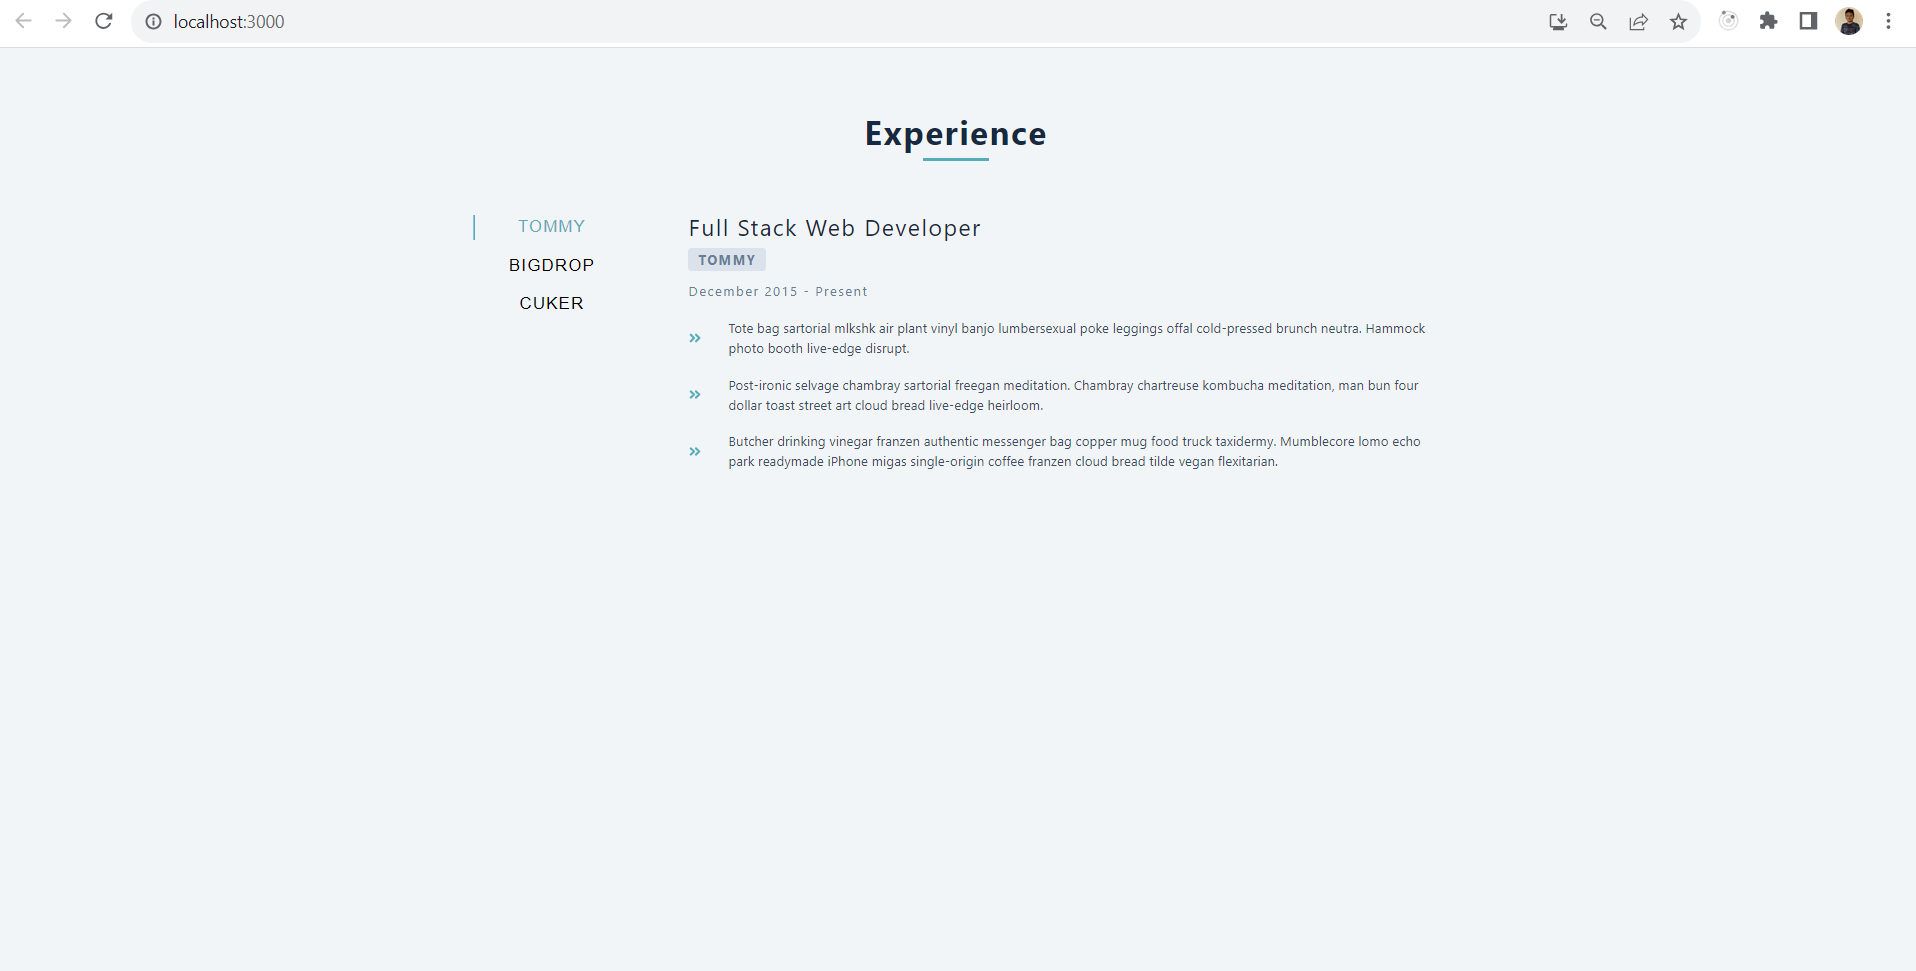 localhost:3000
Experience
TOMMY
BIGDROP
CUKER
Full Stack Web Developer
TOMMY
December 2015 - Present
Tote bag sartorial mlkshk air plant vinyl banjo lumbersexual poke leggings offal cold-pressed brunch neutra. Hammock
photo booth live-edge disrupt.
Post-ironic selvage chambray sartorial freegan meditation. Chambray chartreuse kombucha meditation, man bun four
dollar toast street art cloud bread live-edge heirloom.
Butcher drinking vinegar franzen authentic messenger bag copper mug food truck taxidermy. Mumblecore lomo echo
park readymade iPhone migas single-origin coffee franzen cloud bread tilde vegan flexitarian.